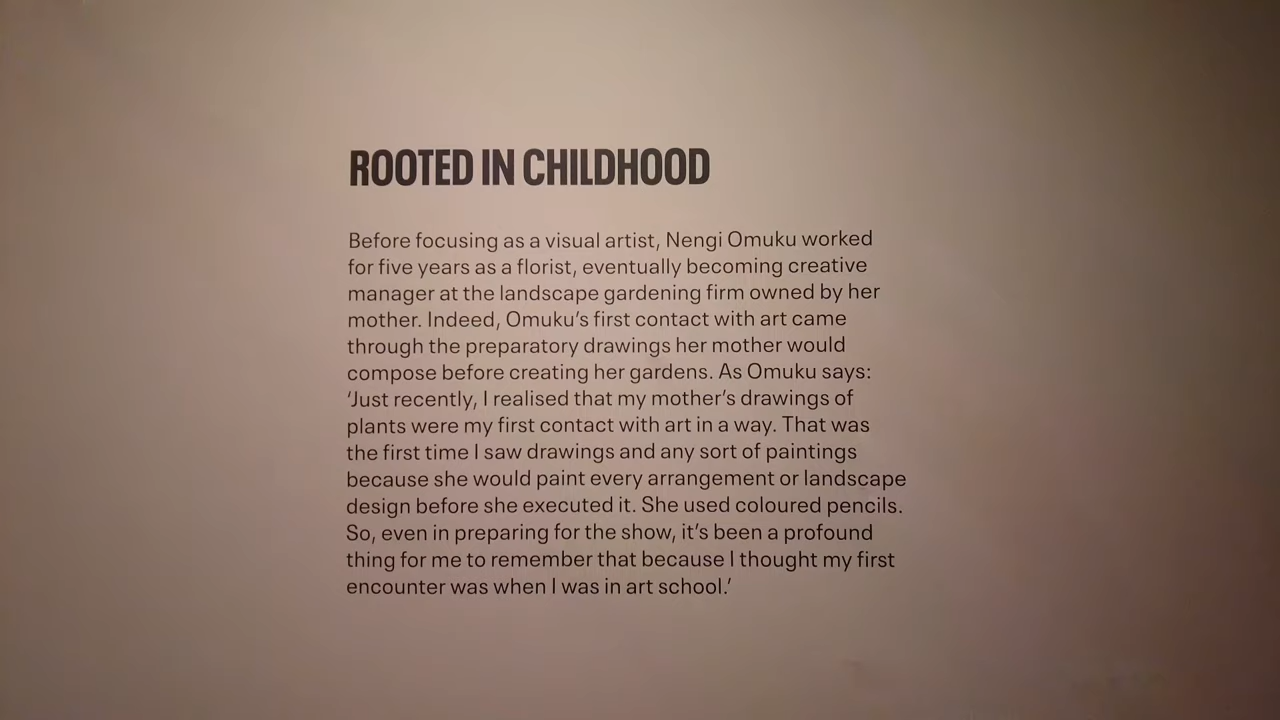 ROOTED IN CHILDHOOD
Before focusing as a visual artist, Nengi Omuku worked
for five years as a florist, eventually becoming creative
manager at the landscape gardening firm owned by her
mother. Indeed, Omuku’s first contact with art came
through the preparatory drawings her mother would
compose before creating her gardens. As Omuku says:
‘Just recently, I realised that my mother’s drawings of
plants were my first contact with art in a way. That was
the first time I saw drawings and any sort of paintings
because she would paint every arrangement or landscape
design before she executed it. She used coloured pencils.
So, even in preparing for the show, it’s been a profound
thing for me to remember that because I thought my first
encounter was when I was in art school.’